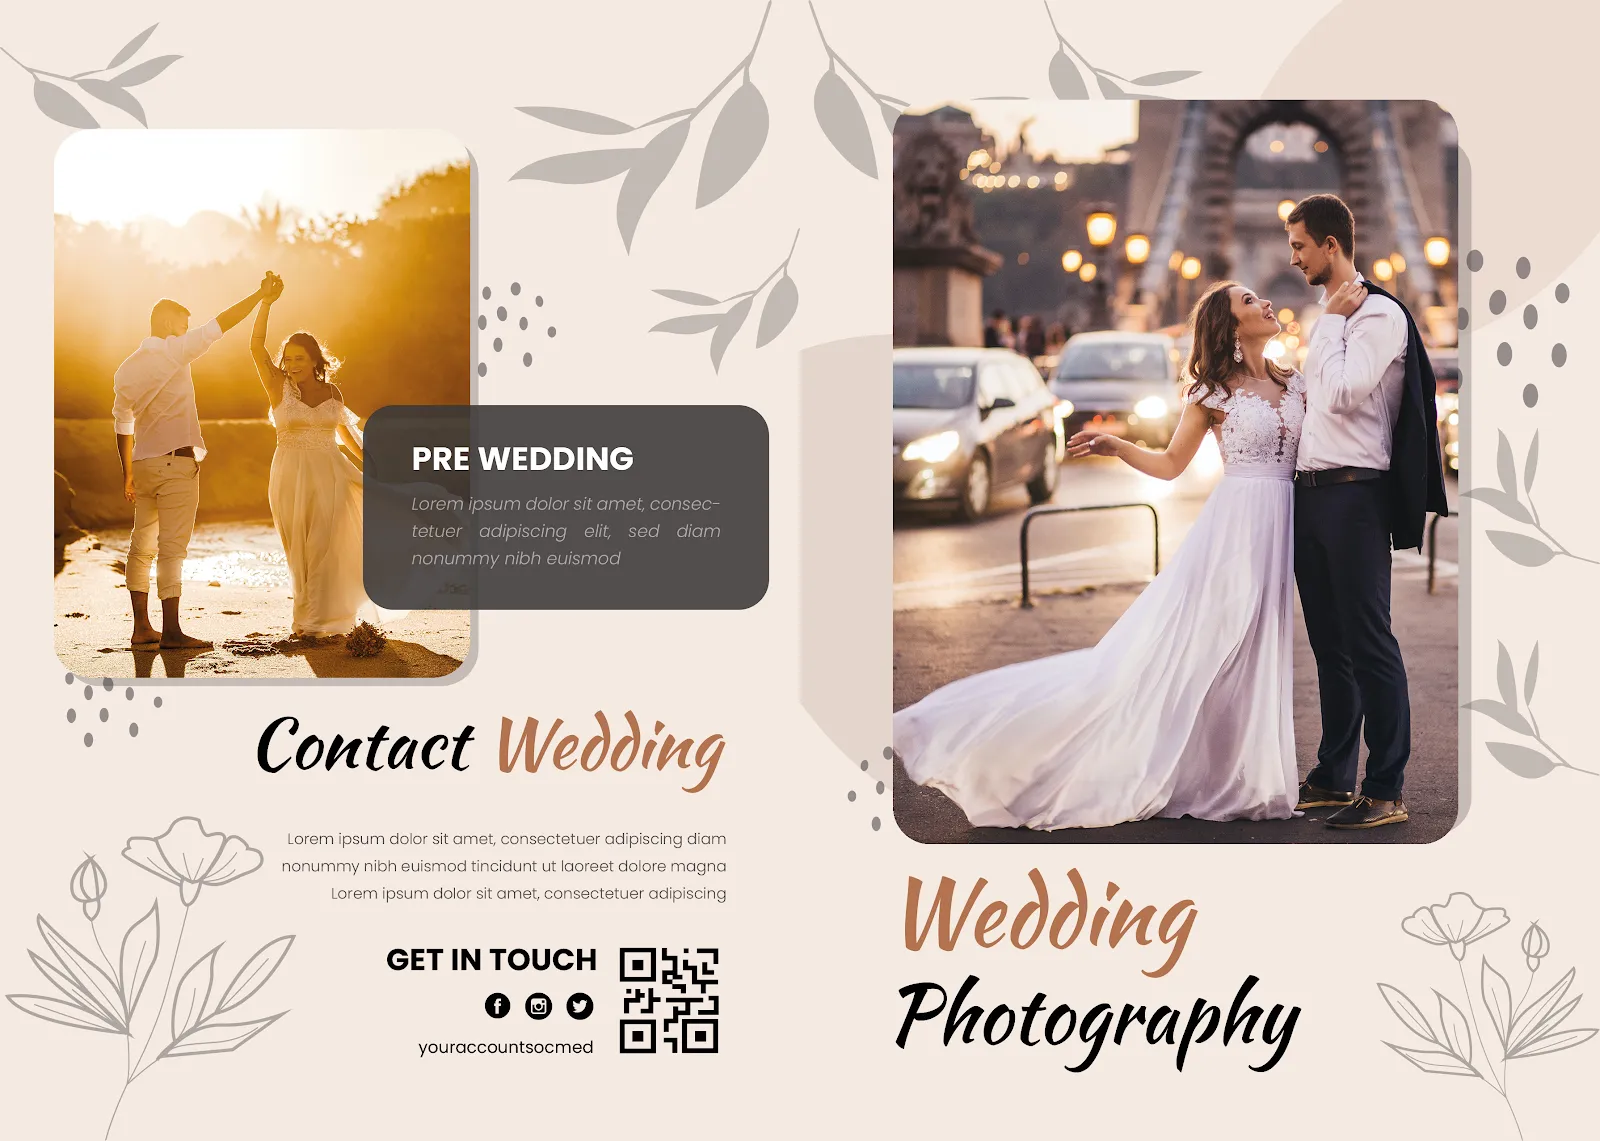 PRE WEDDING
Lorem ipsum dolor sit amet, consec-
tetuer adipiscing elit, sed diam
nonummy nibh euismod
Contact Wedding
Lorem ipsum dolor sit amet, consectetuer adipiscing diam
nonummy nibh euismod tincidunt ut laoreet dolore magna
Lorem ipsum dolor sit amet, consectetuer adipiscing
GET IN TOUCH
youraccountsocmed
Wedding
Photography